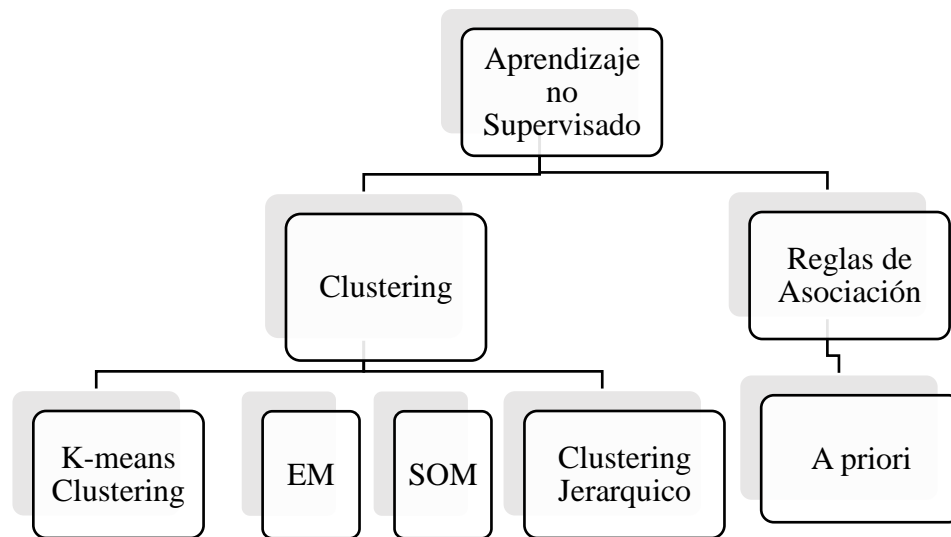 Aprendizaje
no
Supervisado
Clustering
Reglas de
Asociación
K-means
Clustering
EM
SOM
Clustering
Jerarquico
A priori